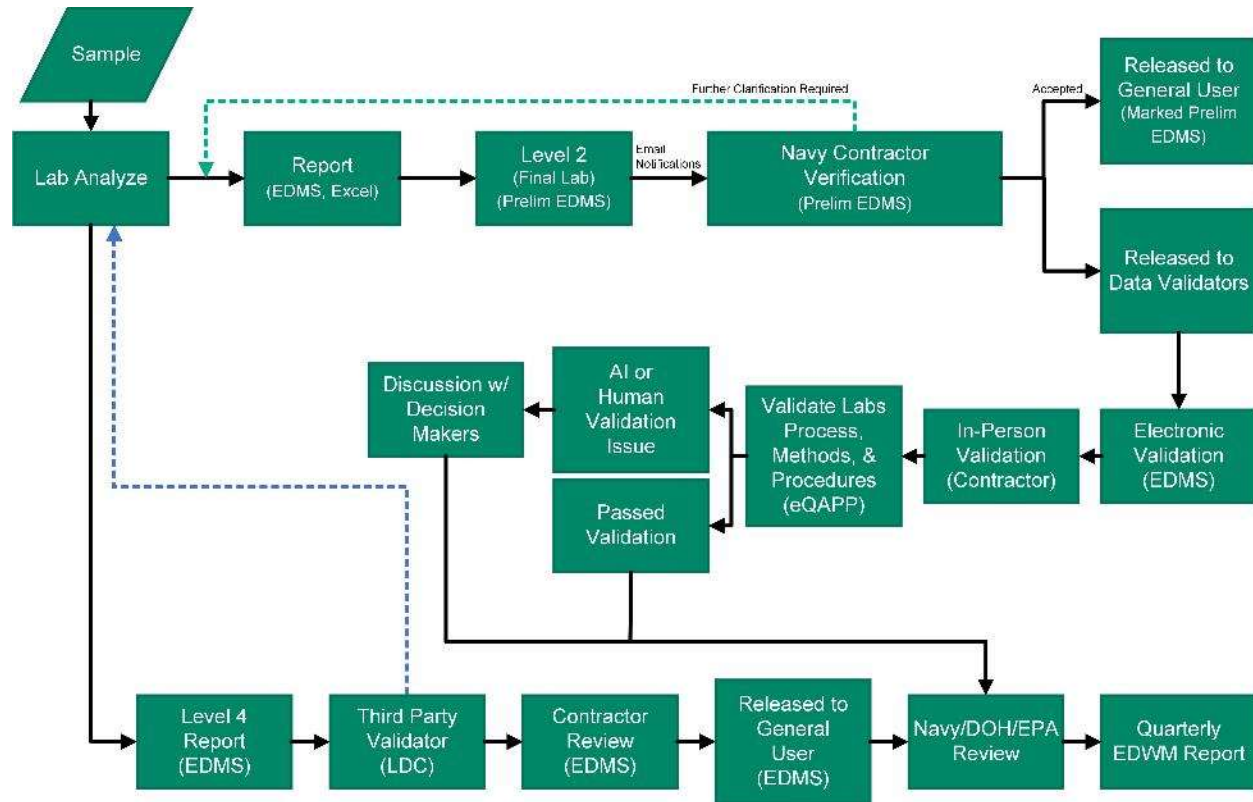 Sample
Further Clarification Required
Accepted
Released to
General User
(Marked Prelim
EDMS)
Lab Analyze
Report
(EDMS, Excel)
Level 2
(Final Lab)
(Prelim EDMS)
Email
Notifications
Navy Contractor
Verification
(Prelim EDMS)
Released to
Data Validators
Discussion w/
Decision
Makers
AI or
Human
Validation
Issue
Validate Labs
Process,
Methods, &
Procedures
(eQAPP)
In-Person
Validation
(Contractor)
Electronic
Validation
(EDMS)
Passed
Validation
Level 4
Report
(EDMS)
Third Party
Validator
(LDC)
Contractor
Review
(EDMS)
Released to
General
User
(EDMS)
Navy/DOH/EPA
Review
Quarterly
EDWM Report